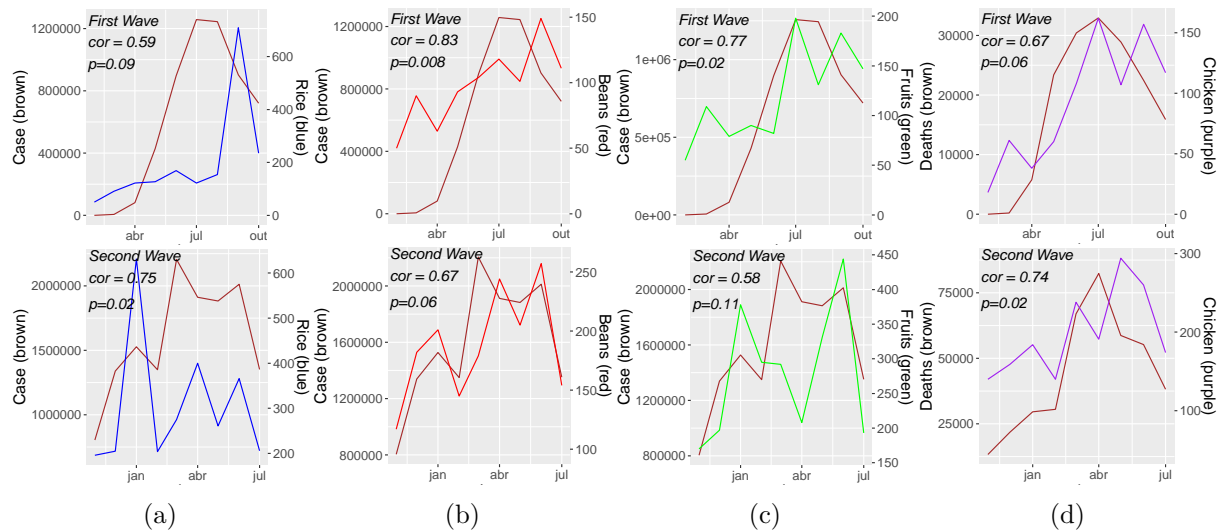 First Wave
cor = 0.59
p=0.09
Case (brown)
1200000
800000
400000
0
Rice (blue)
600
400
200
0
abr
jul
out
First Wave
cor = 0.83
p=0.008
Case (brown)
1200000
800000
400000
0
Beans (red)
150
100
50
0
abr
jul
out
First Wave
cor = 0.77
p=0.02
Case (brown)
1e+06
5e+05
0e+00
Fruits (green)
200
150
100
50
0
abr
jul
out
First Wave
cor = 0.67
p=0.06
Deaths (brown)
30000
20000
10000
0
Chicken (purple)
150
100
50
0
abr
jul
out
Second Wave
cor = 0.75
p=0.02
Case (brown)
2000000
1500000
1000000
Rice (blue)
600
500
400
300
200
jan
abr
jul
Second Wave
cor = 0.67
p=0.06
Case (brown)
2000000
1600000
1200000
800000
Beans (red)
250
200
150
100
jan
abr
jul
Second Wave
cor = 0.58
p=0.11
Case (brown)
2000000
1600000
1200000
800000
Fruits (green)
450
400
350
300
250
200
150
jan
abr
jul
Second Wave
cor = 0.74
p=0.02
Deaths (brown)
75000
50000
25000
Chicken (purple)
300
200
100
jan
abr
jul
(a)
(b)
(c)
(d)